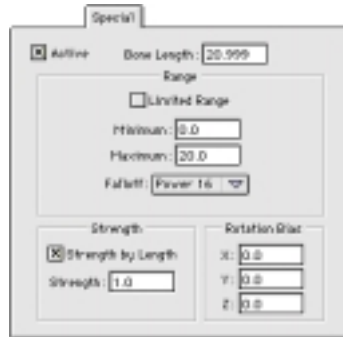 Special
Active Bone Length: 20.999
Range
Limited Range
Minimum: 0.0
Maximum: 20.0
Falloff: Power 16
Strength Rotation Bias
Strength by Length X: 0.0
Strength: 1.0 Y: 0.0
Z: 0.0